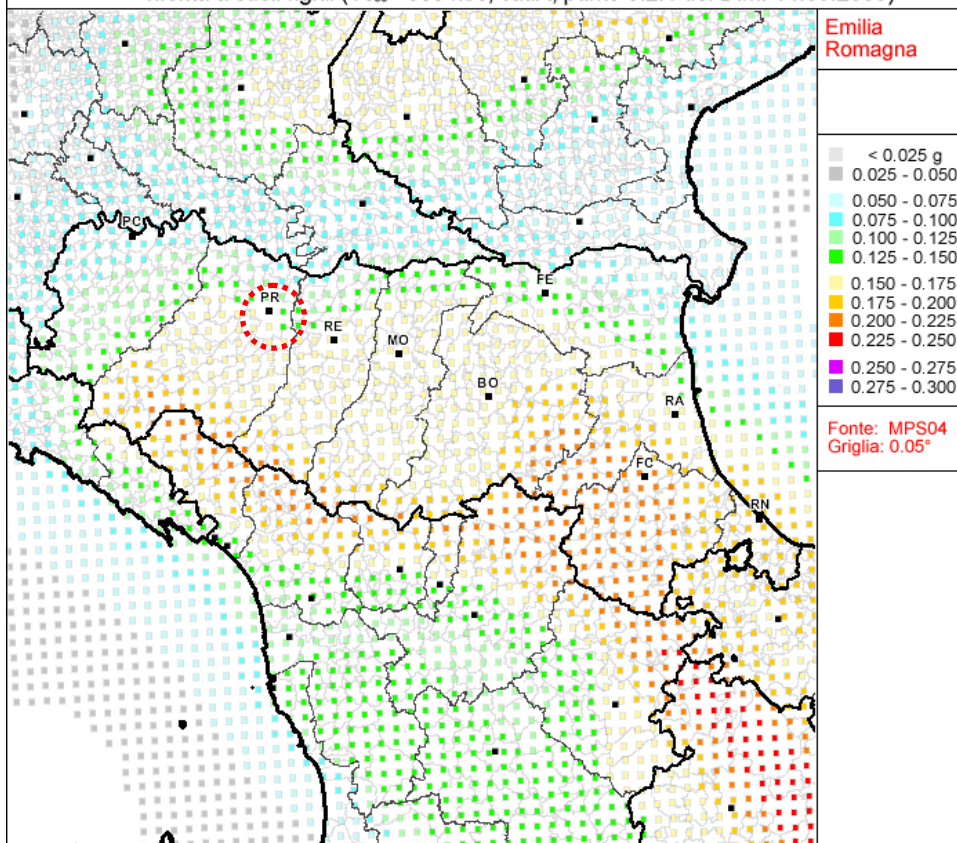 Emilia
Romagna
< 0.025 g
0.025 - 0.050
0.050 - 0.075
0.075 - 0.100
0.100 - 0.125
0.125 - 0.150
0.150 - 0.175
0.175 - 0.200
0.200 - 0.225
0.225 - 0.250
0.250 - 0.275
0.275 - 0.300
Fonte: MPS04
Griglia: 0.05°
PC
PR
FE
RE
MO
BO
RA
FC
RN